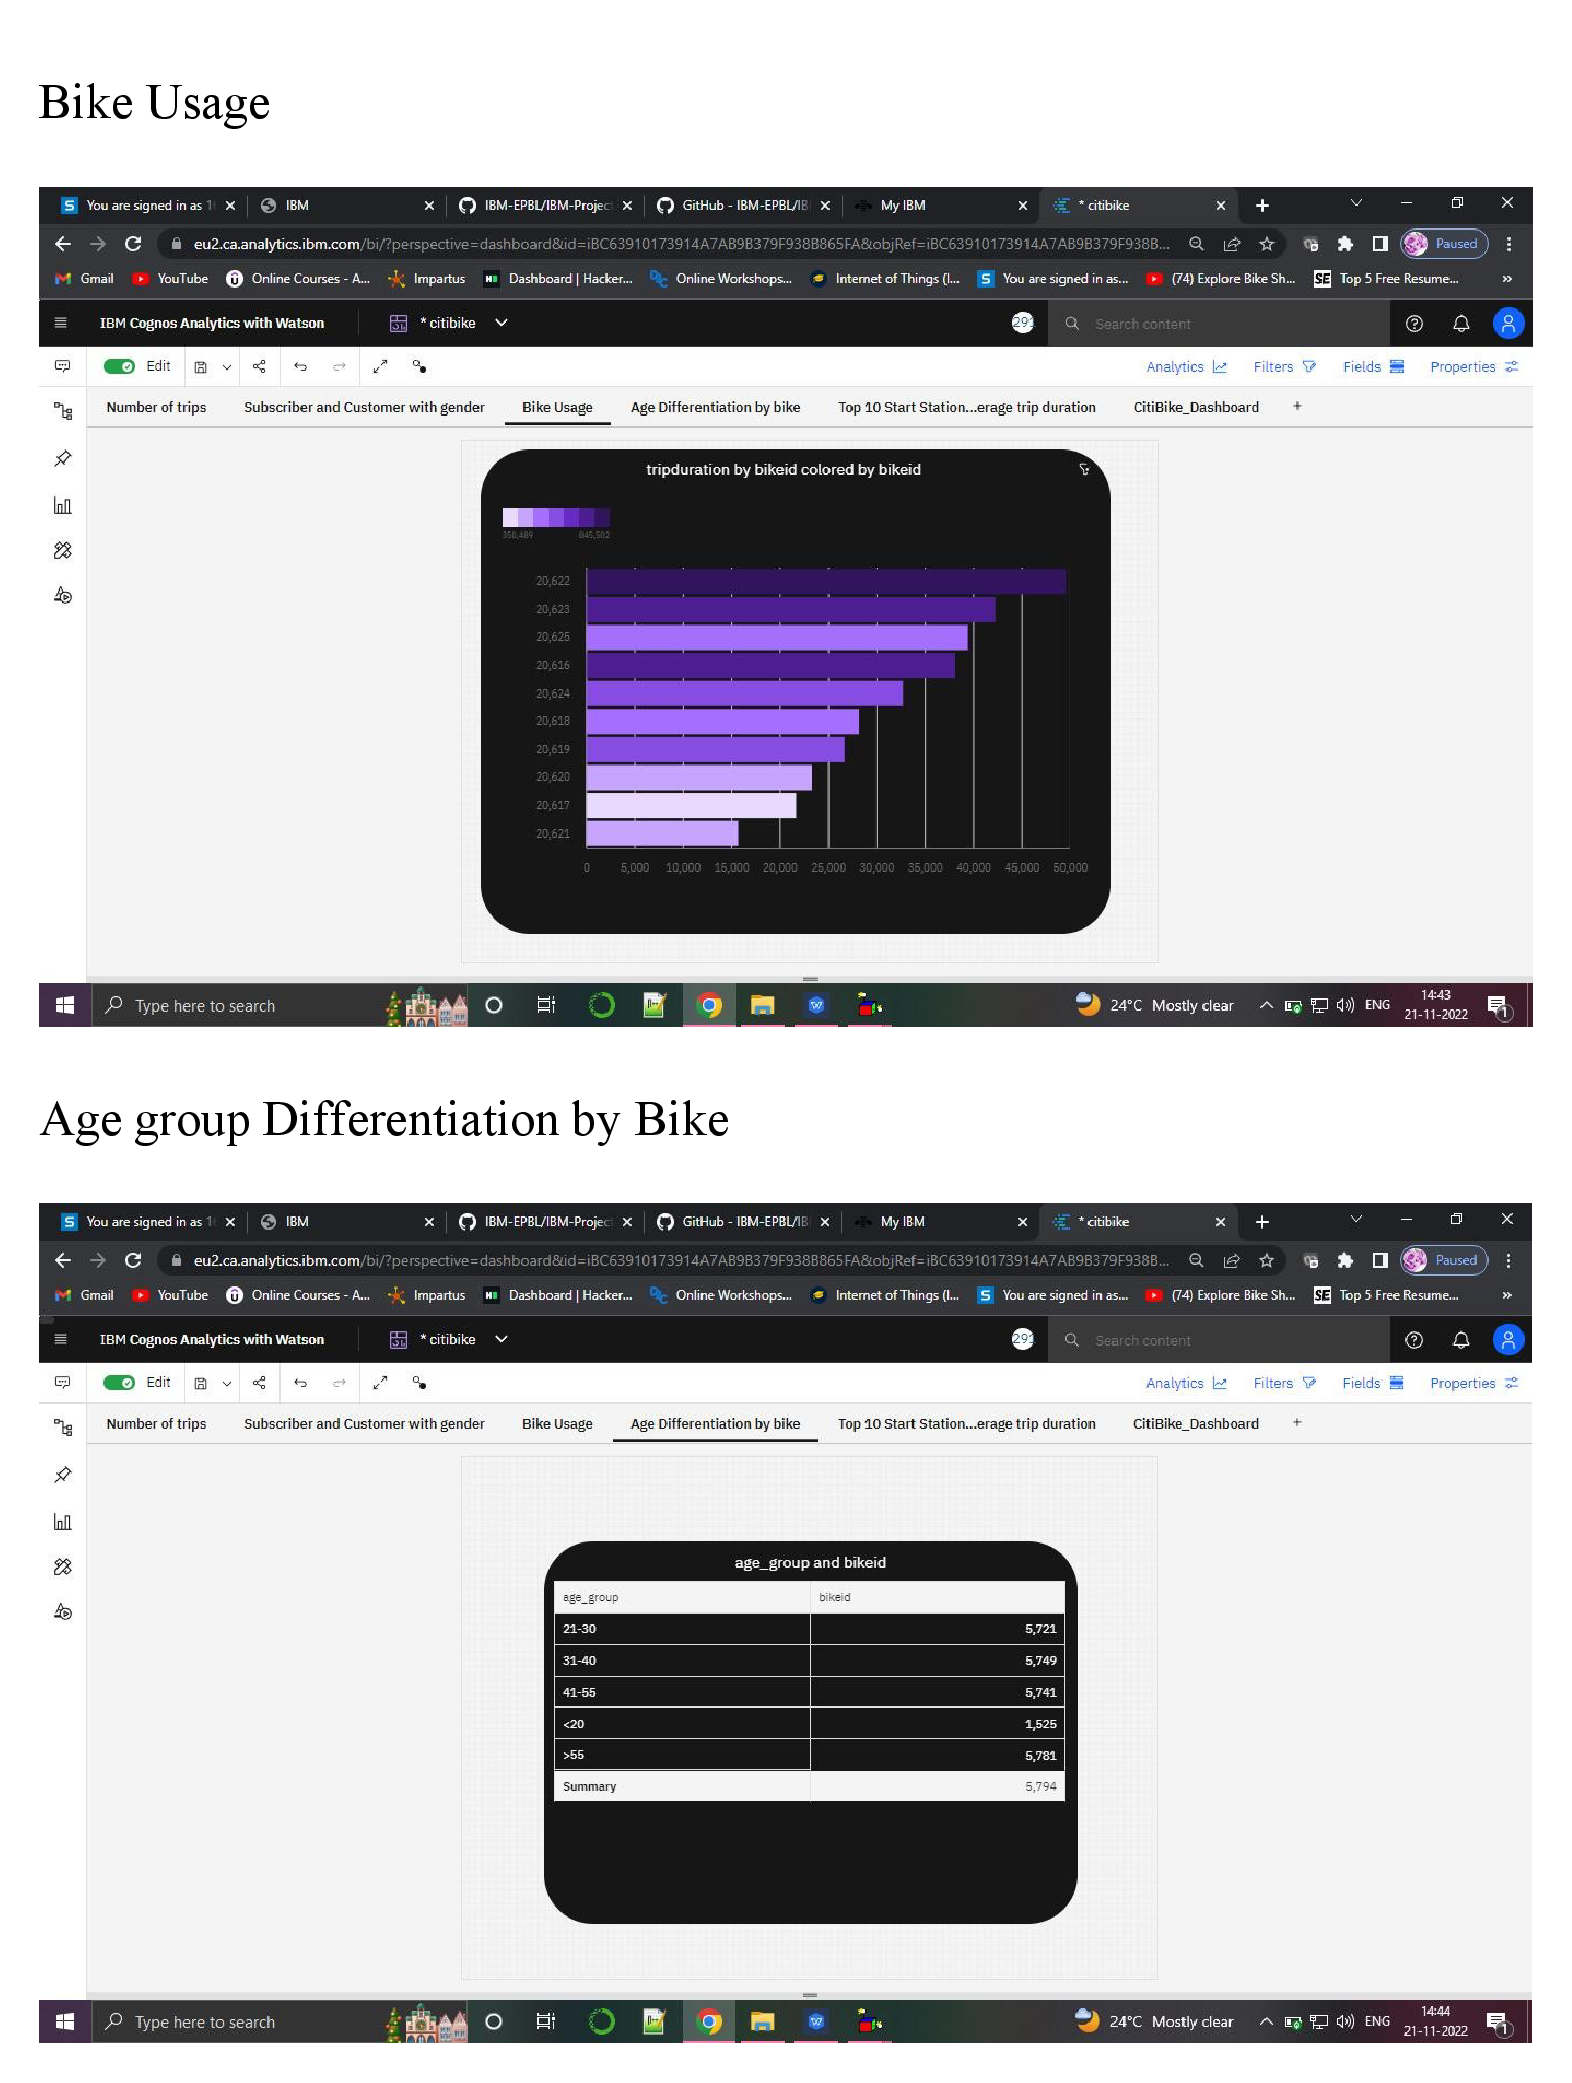 Bike Usage
You are signed in as 1
IBM
IBM-EPBL/IBM-Projec
GitHub - IBM-EPBL/IB
My IBM
* citibike
eu2.ca.analytics.ibm.com/bi/?perspective=dashboard&id=iBC63910173914A7AB9B379F938B865FA&objRef=iBC63910173914A7AB9B379F938B...
Paused
Gmail
YouTube
Online Courses - A...
Impartus
Dashboard | Hacker...
Online Workshops...
Internet of Things (I...
You are signed in as...
(74) Explore Bike Sh...
Top 5 Free Resume...
IBM Cognos Analytics with Watson
* citibike
Search content
Edit
Analytics
Filters
Fields
Properties
Number of trips
Subscriber and Customer with gender
Bike Usage
Age Differentiation by bike
Top 10 Start Station...erage trip duration
CitiBike_Dashboard
tripduration by bikeid colored by bikeid
20,622
20,623
20,625
20,616
20,624
20,618
20,619
20,620
20,617
20,621
0 5,000 10,000 15,000 20,000 25,000 30,000 35,000 40,000 45,000 50,000
Type here to search
24°C Mostly clear
ENG
14:43
21-11-2022
Age group Differentiation by Bike
You are signed in as 1
IBM
IBM-EPBL/IBM-Projec
GitHub - IBM-EPBL/IB
My IBM
* citibike
eu2.ca.analytics.ibm.com/bi/?perspective=dashboard&id=iBC63910173914A7AB9B379F938B865FA&objRef=iBC63910173914A7AB9B379F938B...
Paused
Gmail
YouTube
Online Courses - A...
Impartus
Dashboard | Hacker...
Online Workshops...
Internet of Things (I...
You are signed in as...
(74) Explore Bike Sh...
Top 5 Free Resume...
IBM Cognos Analytics with Watson
* citibike
Search content
Edit
Analytics
Filters
Fields
Properties
Number of trips
Subscriber and Customer with gender
Bike Usage
Age Differentiation by bike
Top 10 Start Station...erage trip duration
CitiBike_Dashboard
age_group and bikeid
age_group bikeid
21-30 5,721
31-40 5,749
41-55 5,741
<20 1,525
>55 5,781
Summary 5,794
Type here to search
24°C Mostly clear
ENG
14:44
21-11-2022